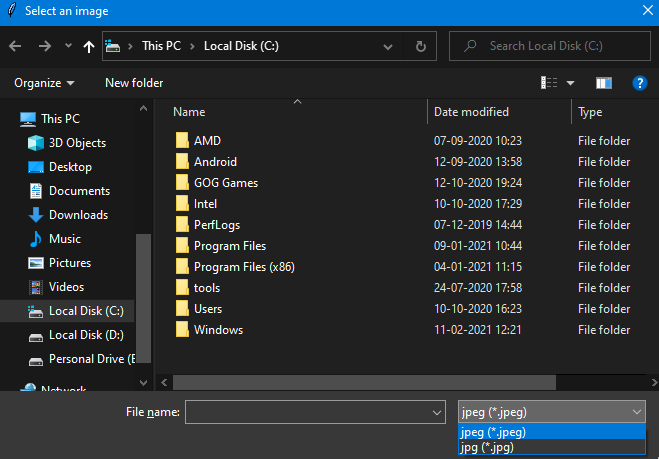 Select an image
This PC
Local Disk (C:)
Search Local Disk (C:)
Organize
New folder
This PC
3D Objects
Desktop
Documents
Downloads
Music
Pictures
Videos
Local Disk (C:)
Local Disk (D:)
Personal Drive (E
Network
Name Date modified Type
AMD 07-09-2020 10:23 File folder
Android 12-09-2020 13:58 File folder
GOG Games 12-10-2020 19:24 File folder
Intel 10-10-2020 17:29 File folder
PerfLogs 07-12-2019 14:44 File folder
Program Files 09-01-2021 10:44 File folder
Program Files (x86) 04-01-2021 11:15 File folder
tools 24-07-2020 17:58 File folder
Users 10-10-2020 16:23 File folder
Windows 11-02-2021 12:21 File folder
File name:
jpeg (*.jpeg)
jpeg (*.jpeg)
jpg (*.jpg)